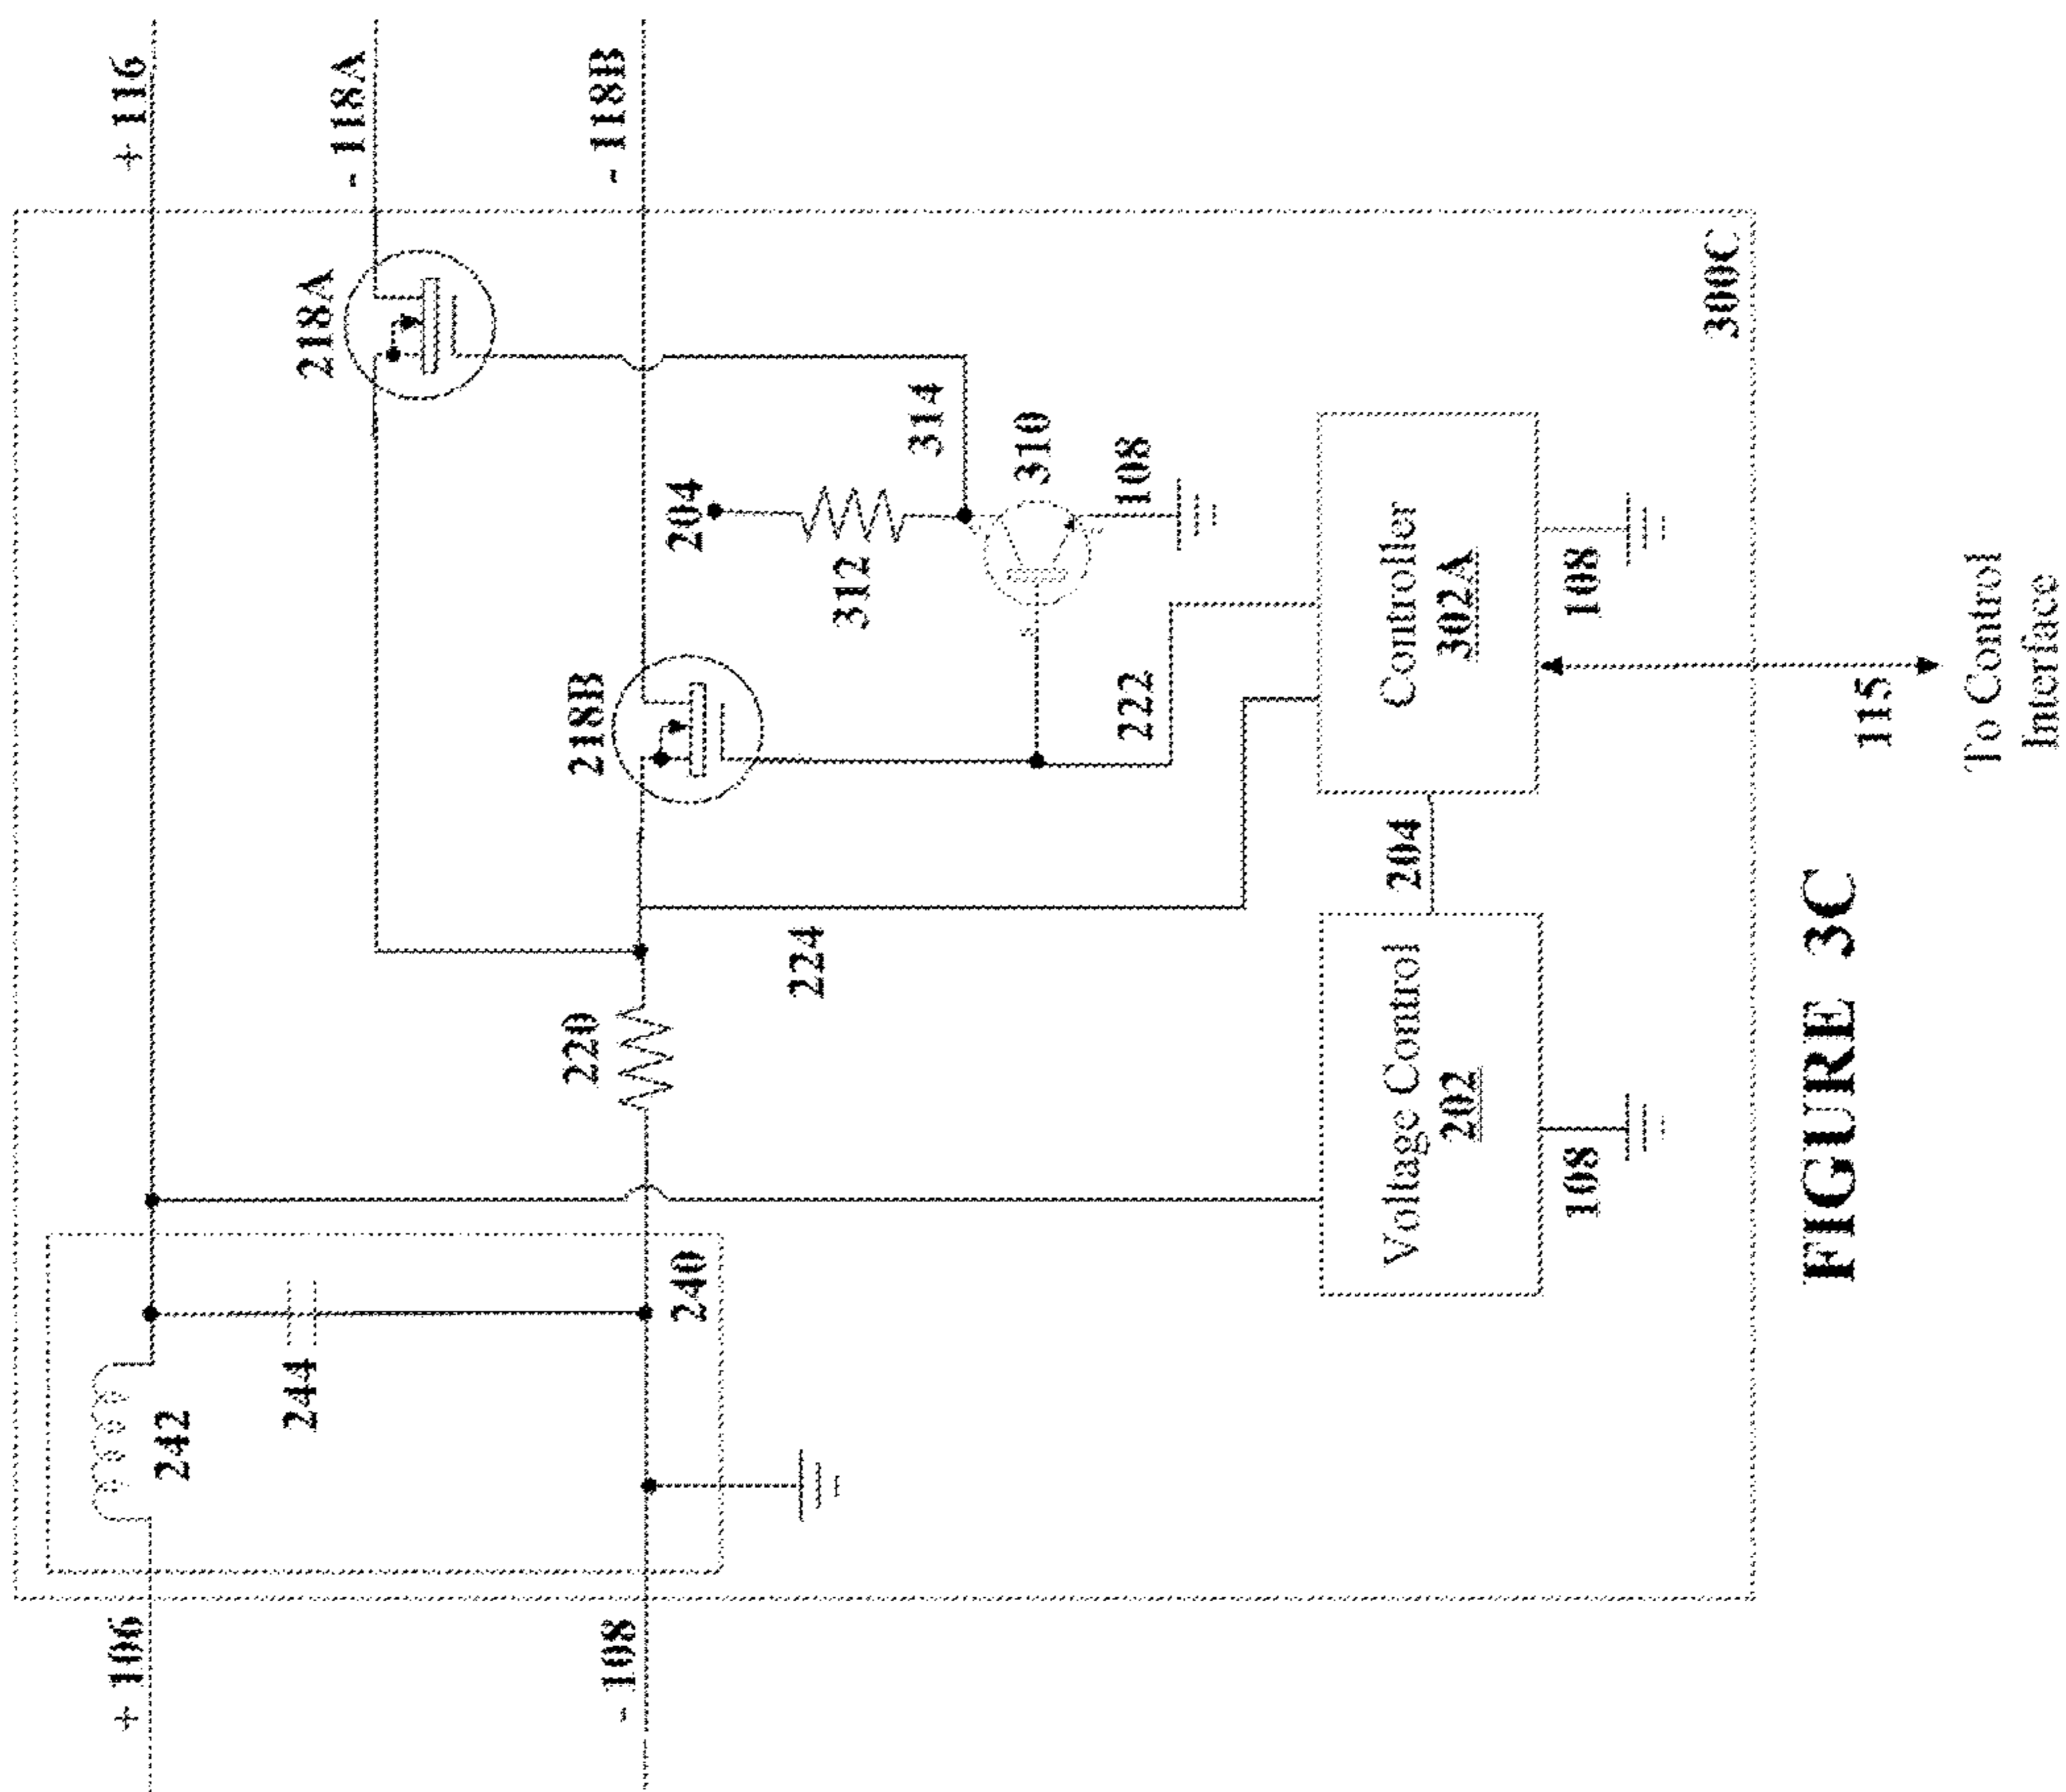 + 106
- 108
+ 116
- 118A
- 118B
242
244
240
220
224
218A
218B
204
312
314
310
108
222
Voltage Control
202
108
204
Controller
302A
108
300C
115
To Control
Interface
FIGURE 3C